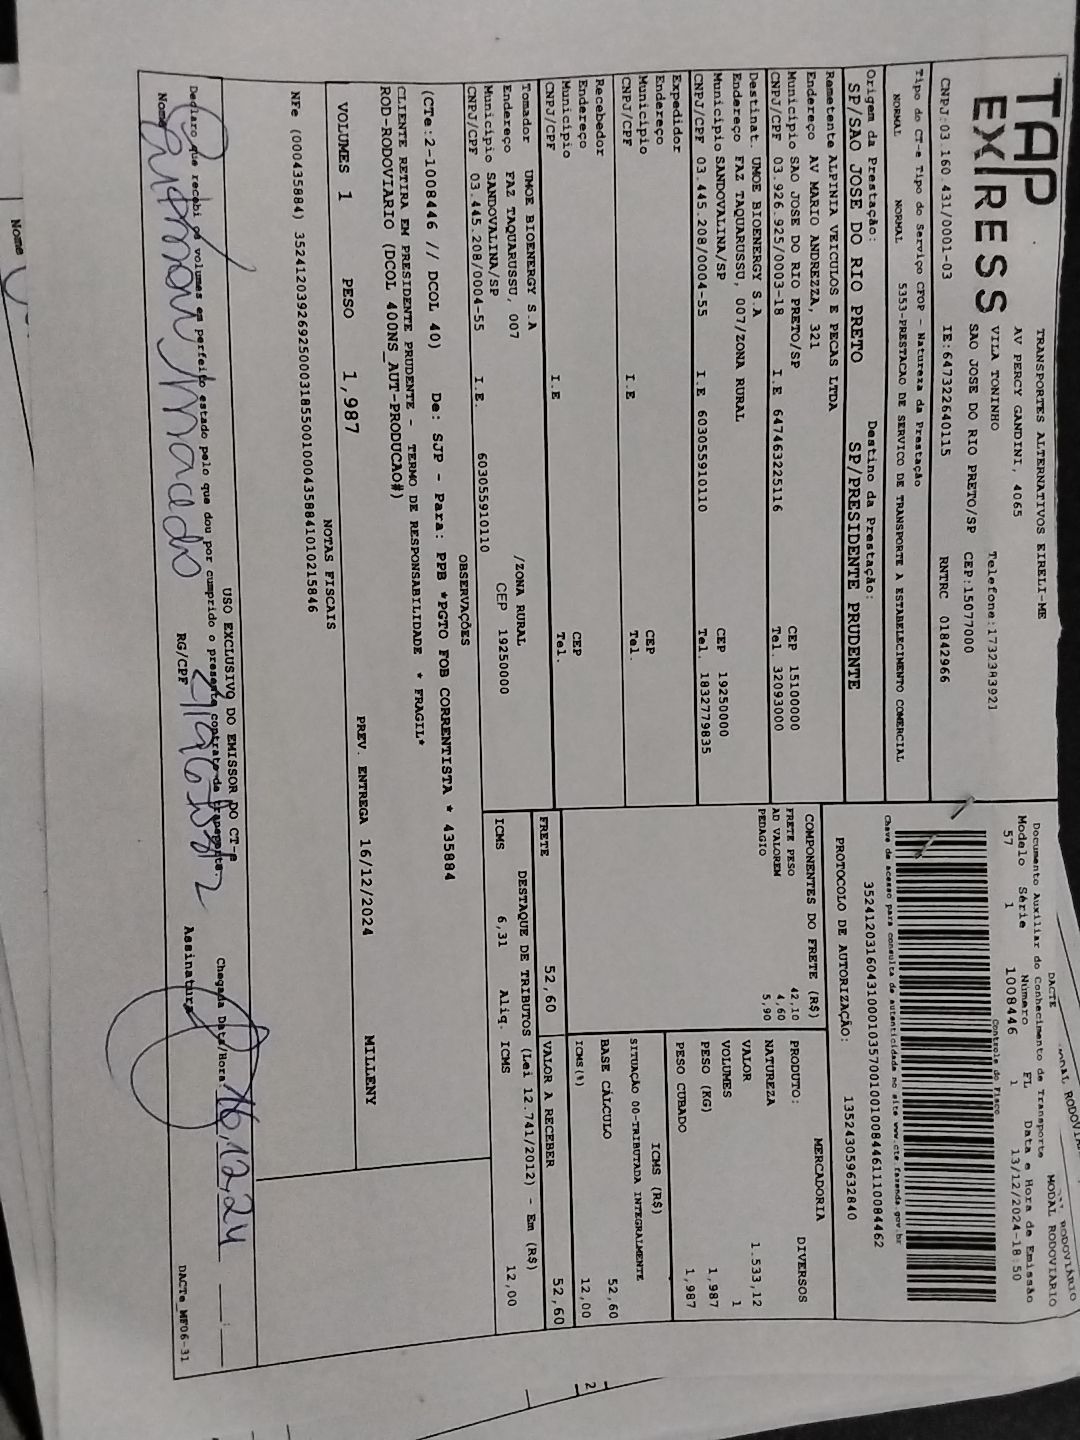 TAP
EX/RESS
TRANSPORTES ALTERNATIVOS EIRELI-ME
AV PERCY GANDINI, 4065
VILA TONINHO Telefone:1732383921
SAO JOSE DO RIO PRETO/SP CEP:15077000
CNPJ:03.160.431/0001-03 IE:647322640115 RNTRC 01842966
DACTE MODAL RODOVIARIO
Documento Auxiliar do Conhecimento de Transporte
Modelo Série Número FL Data e Hora de Emissão
57 1 1008446 1 13/12/2024-18:50
Controle do Fisco
Chave de acesso para consulta de autenticidade no site www.cte.fazenda.gov.br
35241203160431000103570010010084461110084462
PROTOCOLO DE AUTORIZAÇÃO: 135243059632840
Tipo do CT-e Tipo do Serviço CFOP - Natureza da Prestação
NORMAL NORMAL 5353-PRESTACAO DE SERVICO DE TRANSPORTE A ESTABELECIMENTO COMERCIAL
Origem da Prestação: Destino da Prestação:
SP/SAO JOSE DO RIO PRETO SP/PRESIDENTE PRUDENTE
Remetente ALPINIA VEICULOS E PECAS LTDA
Endereço AV MARIO ANDREZZA, 321
Município SAO JOSE DO RIO PRETO/SP CEP 15100000
CNPJ/CPF 03.926.925/0003-18 I.E 647463225116 Tel. 32093000
Destinat. UMOE BIOENERGY S.A
Endereço FAZ TAQUARUSSU, 007/ZONA RURAL
Município SANDOVALINA/SP CEP 19250000
CNPJ/CPF 03.445.208/0004-55 I.E 603055910110 Tel. 1832779835
Expedidor
Endereço
Município CEP
CNPJ/CPF I.E Tel.
Recebedor
Endereço
Município CEP
CNPJ/CPF I.E Tel.
Tomador UMOE BIOENERGY S.A
Endereço FAZ TAQUARUSSU, 007 /ZONA RURAL
Município SANDOVALINA/SP CEP 19250000
CNPJ/CPF 03.445.208/0004-55 I.E. 603055910110
COMPONENTES DO FRETE (R$)
FRETE PESO 42,10
AD VALOREM 4,60
PEDAGIO 5,90
MERCADORIA
PRODUTO: DIVERSOS
NATUREZA
VALOR 1.533,12
VOLUMES 1
PESO (KG) 1,987
PESO CUBADO 1,987
ICMS (R$)
SITUAÇÃO 00-TRIBUTADA INTEGRALMENTE
BASE CÁLCULO 52,60
ICMS(%) 12,00
FRETE 52,60 VALOR A RECEBER 52,60
DESTAQUE DE TRIBUTOS (Lei 12.741/2012) - Em (R$)
ICMS 6,31 Aliq. ICMS 12,00
OBSERVAÇÕES
(CTe:2-1008446 // DCOL 40) De: SJP - Para: PPB *PGTO FOB CORRENTISTA * 435884
CLIENTE RETIRA EM PRESIDENTE PRUDENTE - TERMO DE RESPONSABILIDADE * FRAGIL*
ROD-RODOVIARIO (DCOL 400NS_AUT-PRODUCAO#)
VOLUMES 1 PESO 1,987 PREV. ENTREGA 16/12/2024 MILLENY
NOTAS FISCAIS
NFe (000435884) 35241203926925000318550010004358841010215846
USO EXCLUSIVO DO EMISSOR DO CT-e
Declaro que recebi os volumes em perfeito estado pelo que dou por cumprido o presente contrato de transporte.
Nome Macedo RG/CPF Assinatura Chegada Data/Hora: 16,12,24 __:__
DACTe_MF06-31
Nome